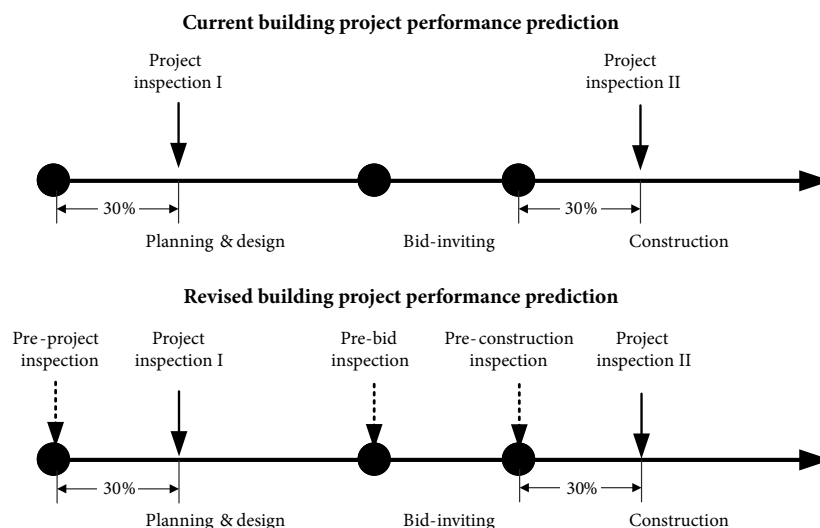 Current building project performance prediction
Project
inspection I
Project
inspection II
30%
30%
Planning & design
Bid-inviting
Construction
Revised building project performance prediction
Pre-project
inspection
Project
inspection I
Pre-bid
inspection
Pre-construction
inspection
Project
inspection II
30%
30%
Planning & design
Bid-inviting
Construction